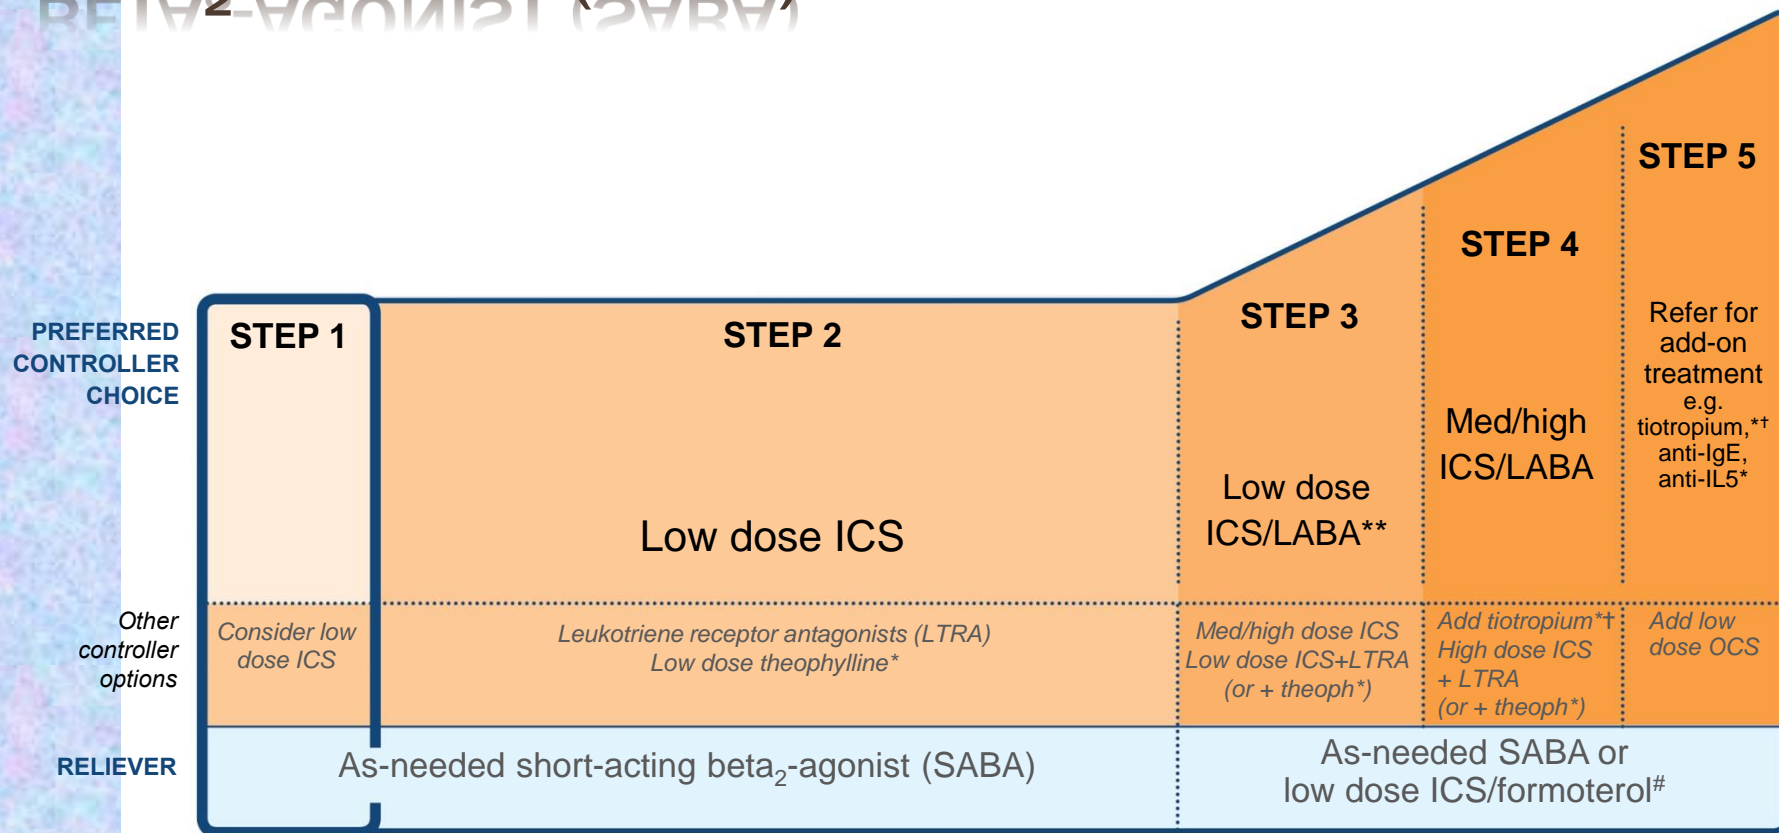 BETA2-AGONIST (SABA)
PREFERRED
CONTROLLER
CHOICE
STEP 1
STEP 2
Low dose ICS
STEP 3
Low dose
ICS/LABA**
STEP 4
Med/high
ICS/LABA
STEP 5
Refer for
add-on
treatment
e.g.
tiotropium,*†
anti-IgE,
anti-IL5*
Other
controller
options
Consider low
dose ICS
Leukotriene receptor antagonists (LTRA)
Low dose theophylline*
Med/high dose ICS
Low dose ICS+LTRA
(or + theoph*)
Add tiotropium*†
High dose ICS
+ LTRA
(or + theoph*)
Add low
dose OCS
RELIEVER
As-needed short-acting beta2-agonist (SABA)
As-needed SABA or
low dose ICS/formoterol#